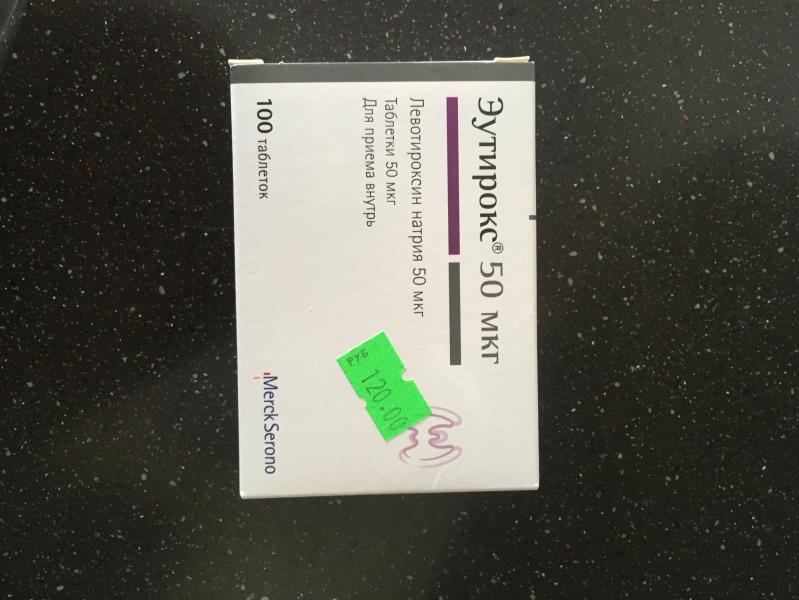 Эутирокс® 50 мкг
Левотироксин натрия 50 мкг
Таблетки 50 мкг
Для приема внутрь
РУБ
120.00
100 таблеток
MerckSerono